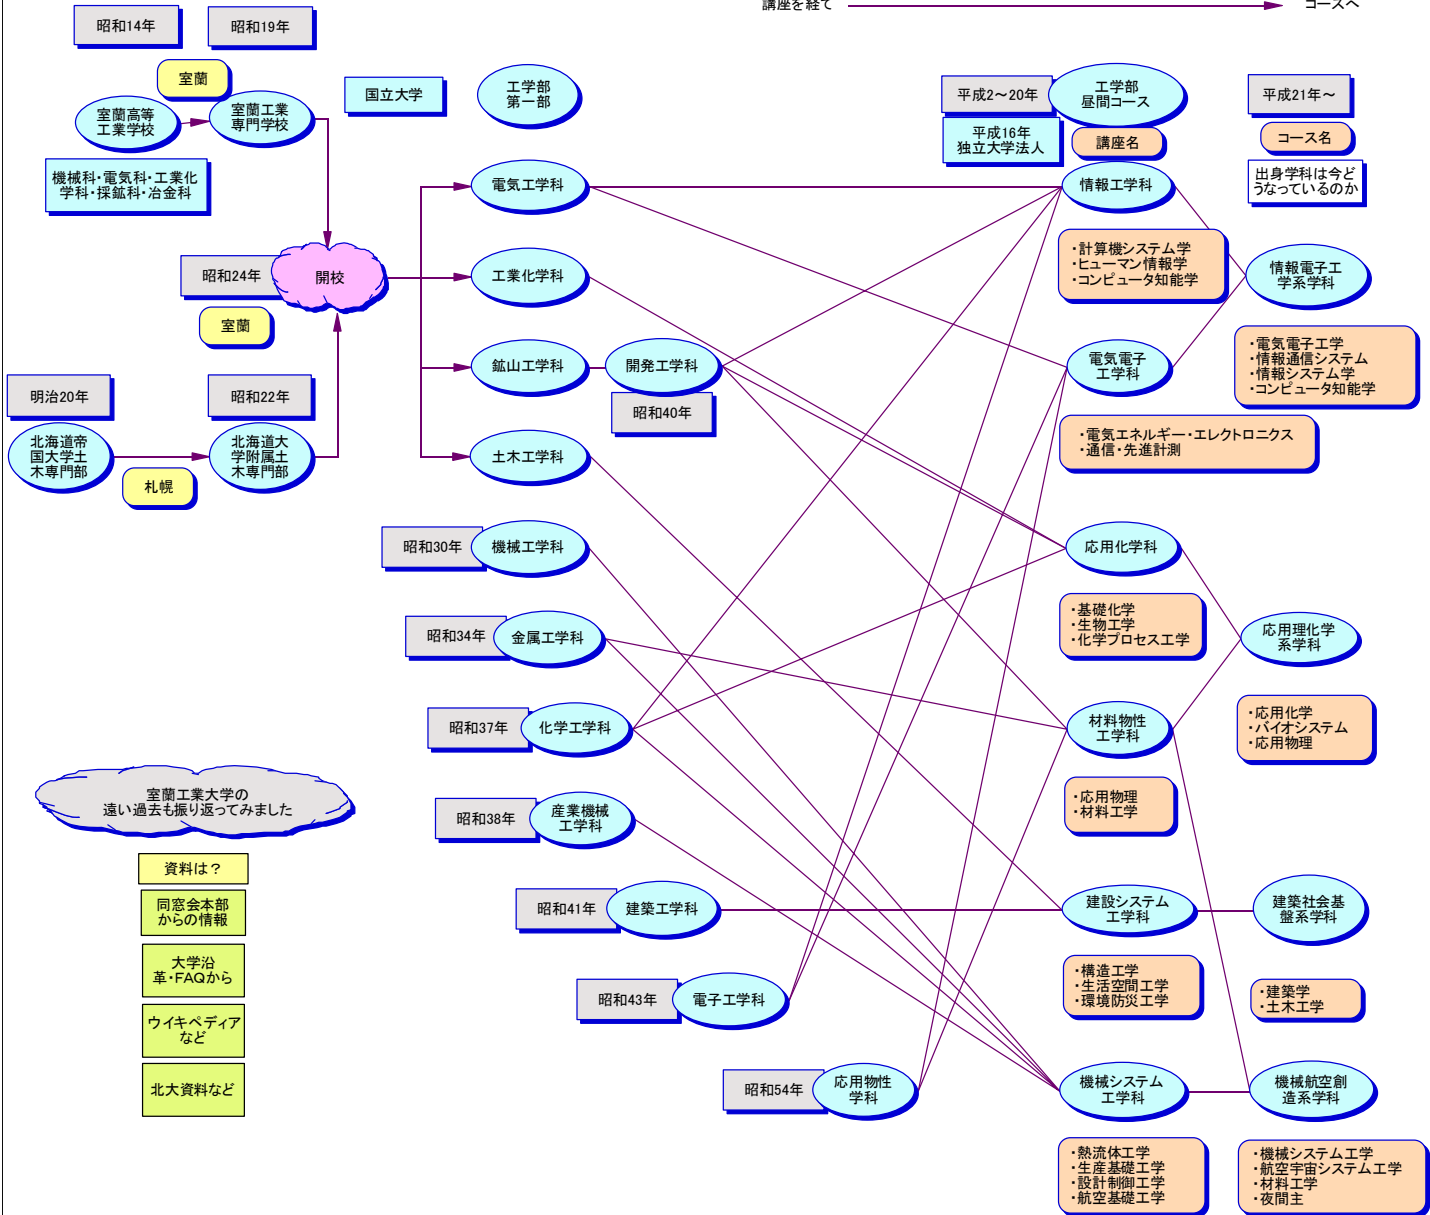 講座を経て
コースへ
昭和14年
昭和19年
室蘭
室蘭高等
工業学校
室蘭工業
専門学校
機械科・電気科・工業化
学科・採鉱科・冶金科
国立大学
工学部
第一部
平成2～20年
工学部
昼間コース
平成16年
独立大学法人
講座名
平成21年～
コース名
出身学科は今ど
うなっているのか
昭和24年
開校
室蘭
明治20年
昭和22年
北海道帝
国大学土
木専門部
北海道大
学附属土
木専門部
札幌
電気工学科
工業化学科
鉱山工学科
開発工学科
昭和40年
土木工学科
昭和30年
機械工学科
昭和34年
金属工学科
昭和37年
化学工学科
昭和38年
産業機械
工学科
昭和41年
建築工学科
昭和43年
電子工学科
昭和54年
応用物性
学科
情報工学科
・計算機システム学
・ヒューマン情報学
・コンピュータ知能学
情報電子工
学系学科
電気電子
工学科
・電気電子工学
・情報通信システム
・情報システム学
・コンピュータ知能学
・電気エネルギー・エレクトロニクス
・通信・先進計測
応用化学科
・基礎化学
・生物工学
・化学プロセス工学
応用理化学
系学科
材料物性
工学科
・応用化学
・バイオシステム
・応用物理
・応用物理
・材料工学
建設システム
工学科
建築社会基
盤系学科
・構造工学
・生活空間工学
・環境防災工学
・建築学
・土木工学
機械システム
工学科
機械航空創
造系学科
・熱流体工学
・生産基礎工学
・設計制御工学
・航空基礎工学
・機械システム工学
・航空宇宙システム工学
・材料工学
・夜間主
室蘭工業大学の
遠い過去も振り返ってみました
資料は？
同窓会本部
からの情報
大学沿
革・FAQから
ウイキペディア
など
北大資料など